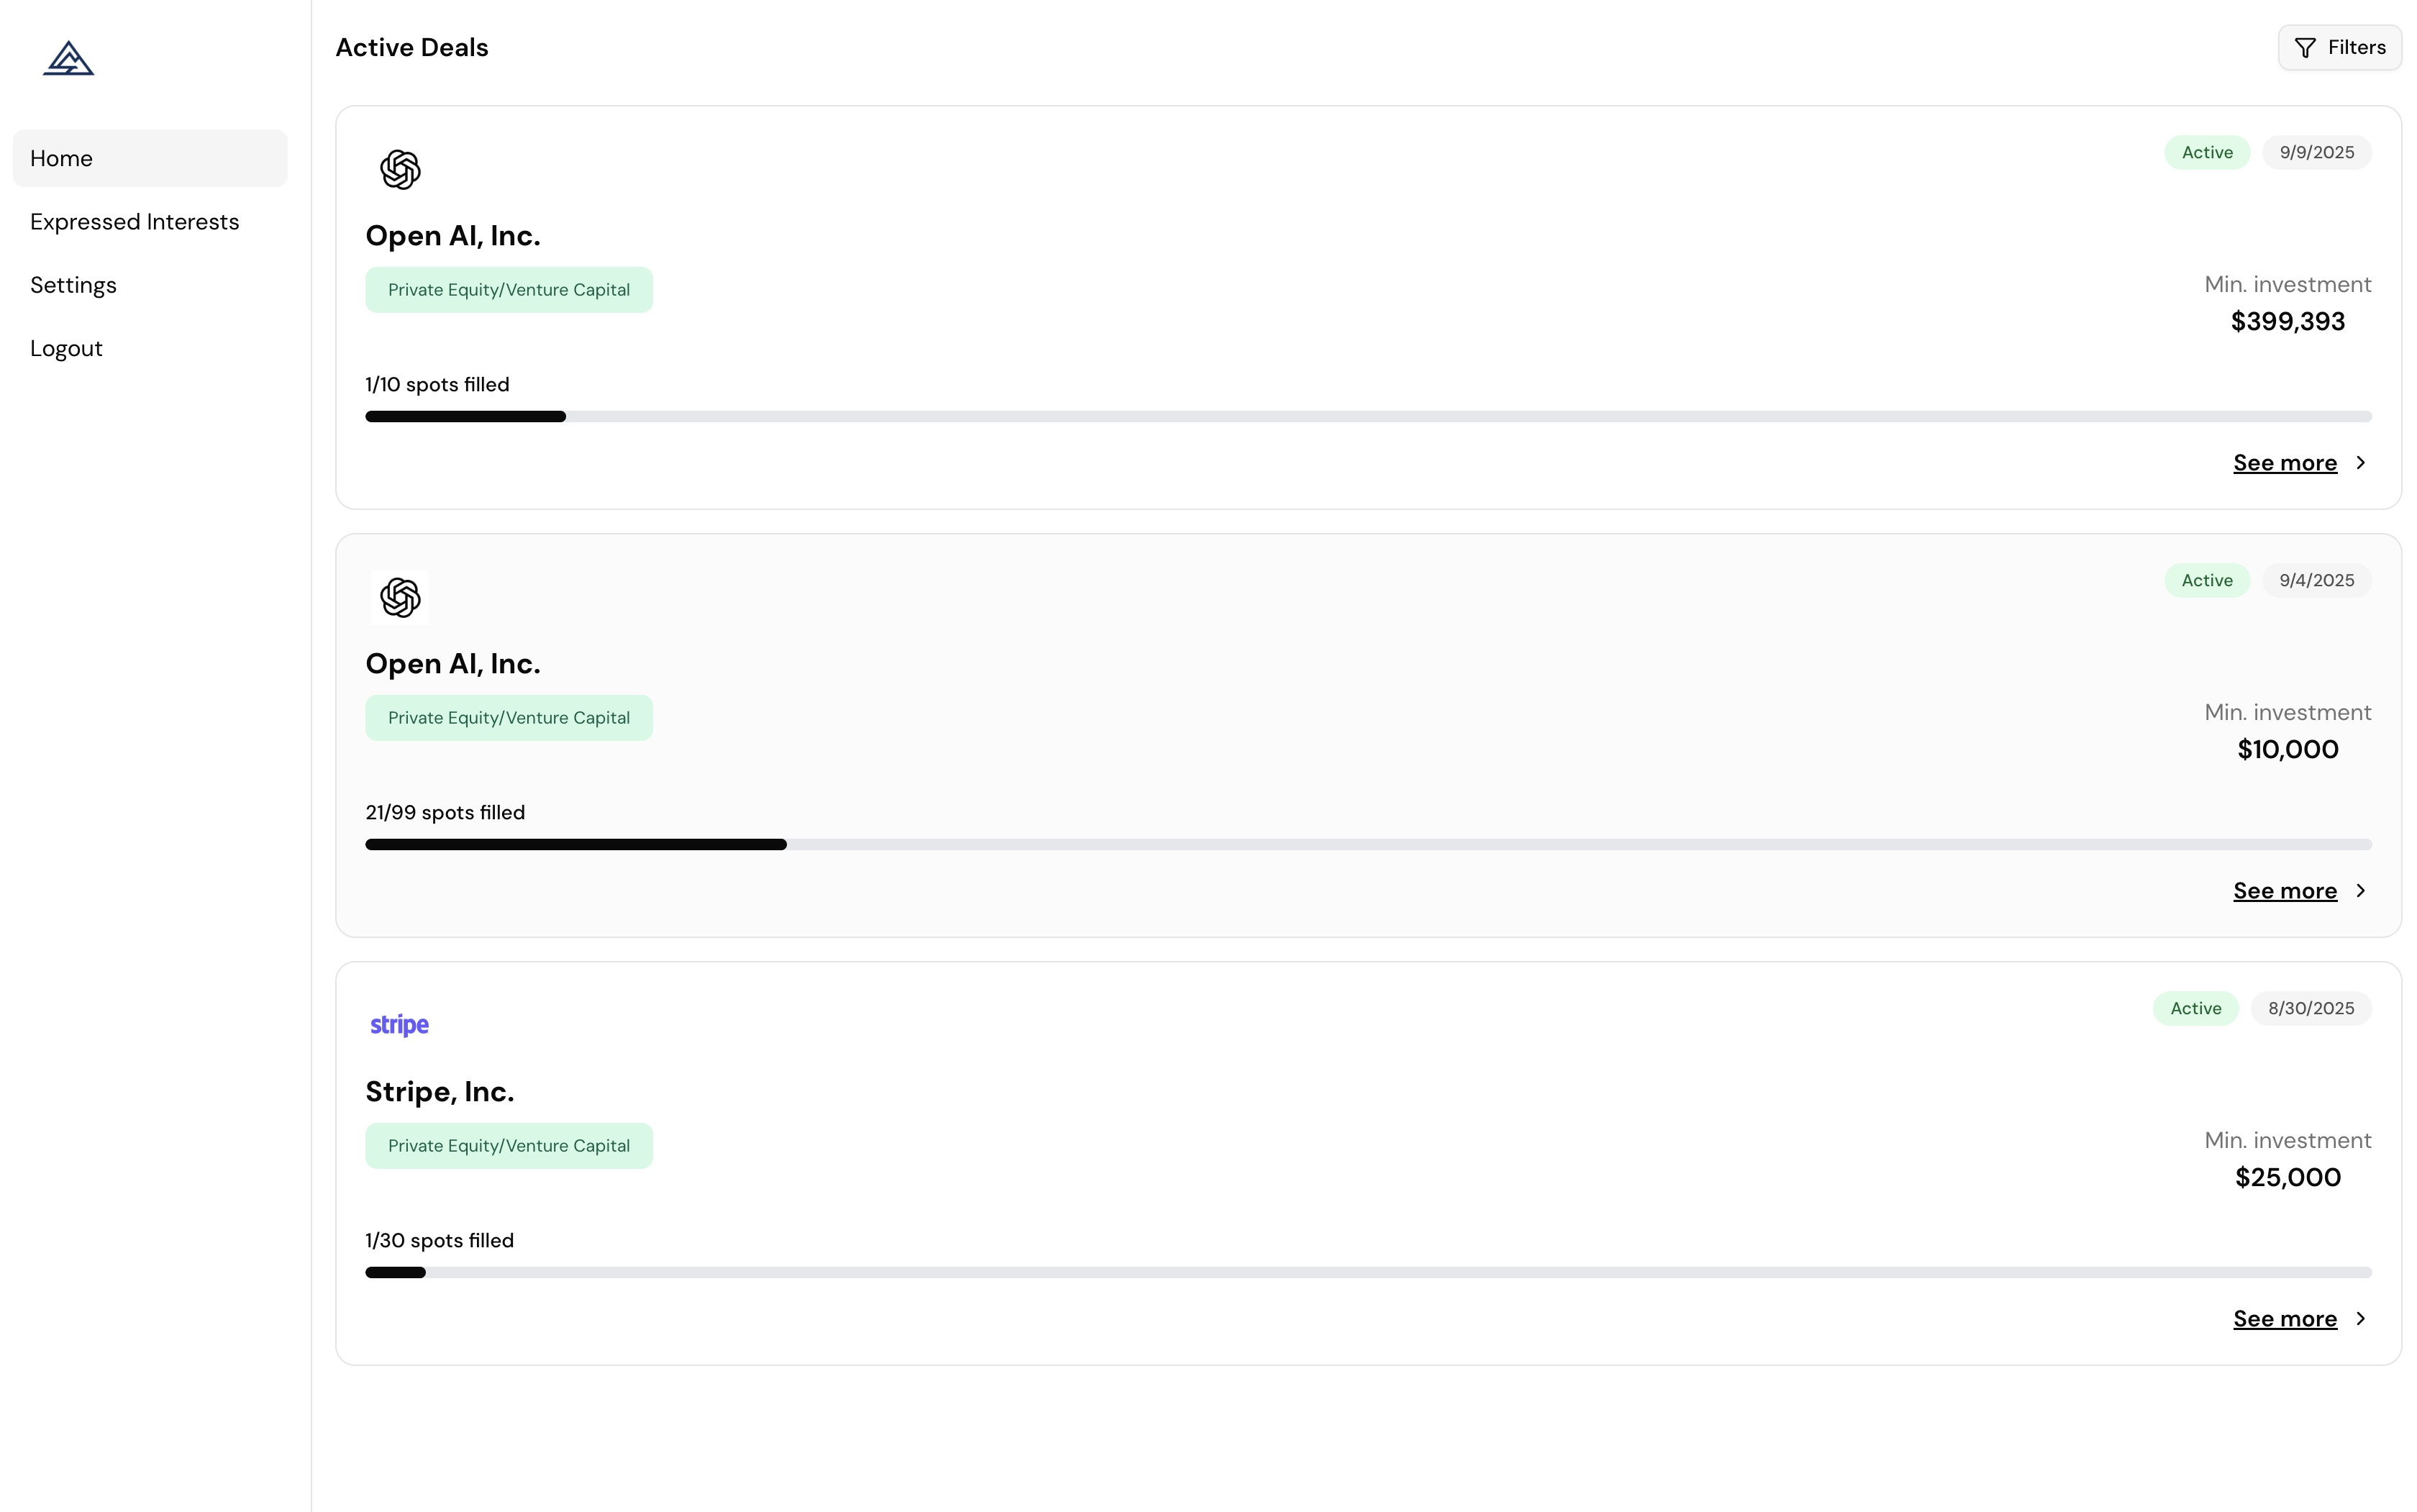 Active Deals
Filters
Home
Expressed Interests
Settings
Logout
Active 9/9/2025
Open AI, Inc.
Private Equity/Venture Capital
Min. investment
$399,393
1/10 spots filled
See more
Active 9/4/2025
Open AI, Inc.
Private Equity/Venture Capital
Min. investment
$10,000
21/99 spots filled
See more
stripe
Active 8/30/2025
Stripe, Inc.
Private Equity/Venture Capital
Min. investment
$25,000
1/30 spots filled
See more